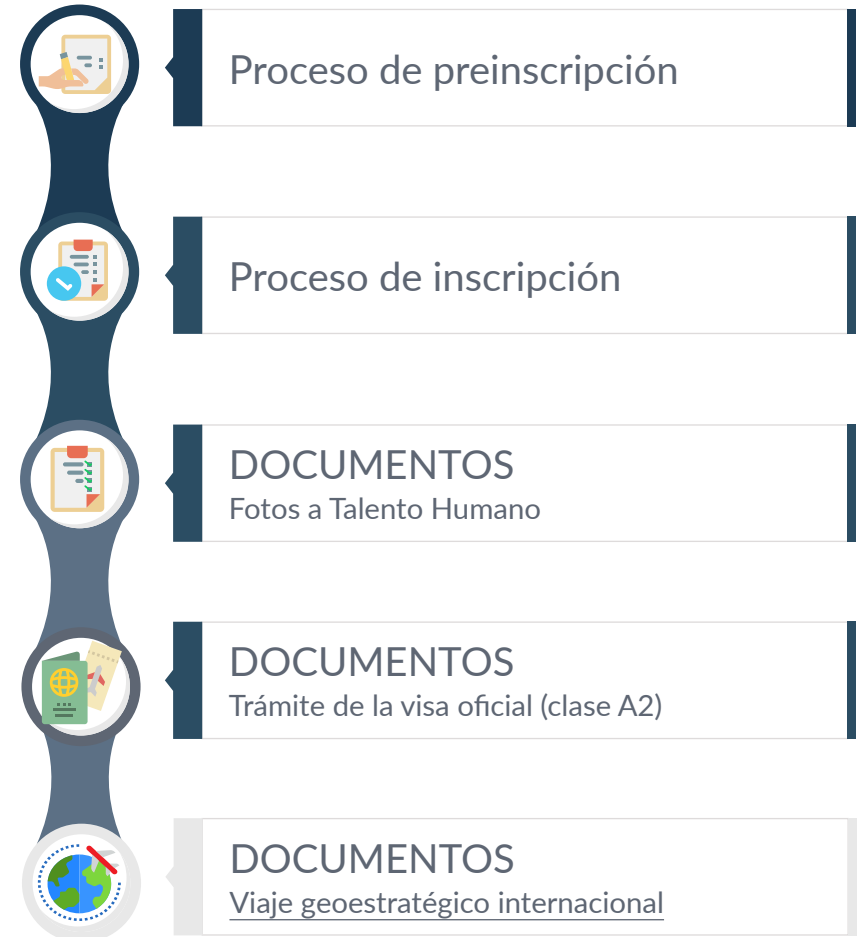 Proceso de preinscripción
Proceso de inscripción
DOCUMENTOS
Fotos a Talento Humano
DOCUMENTOS
Trámite de la visa oficial (clase A2)
DOCUMENTOS
Viaje geoestratégico internacional